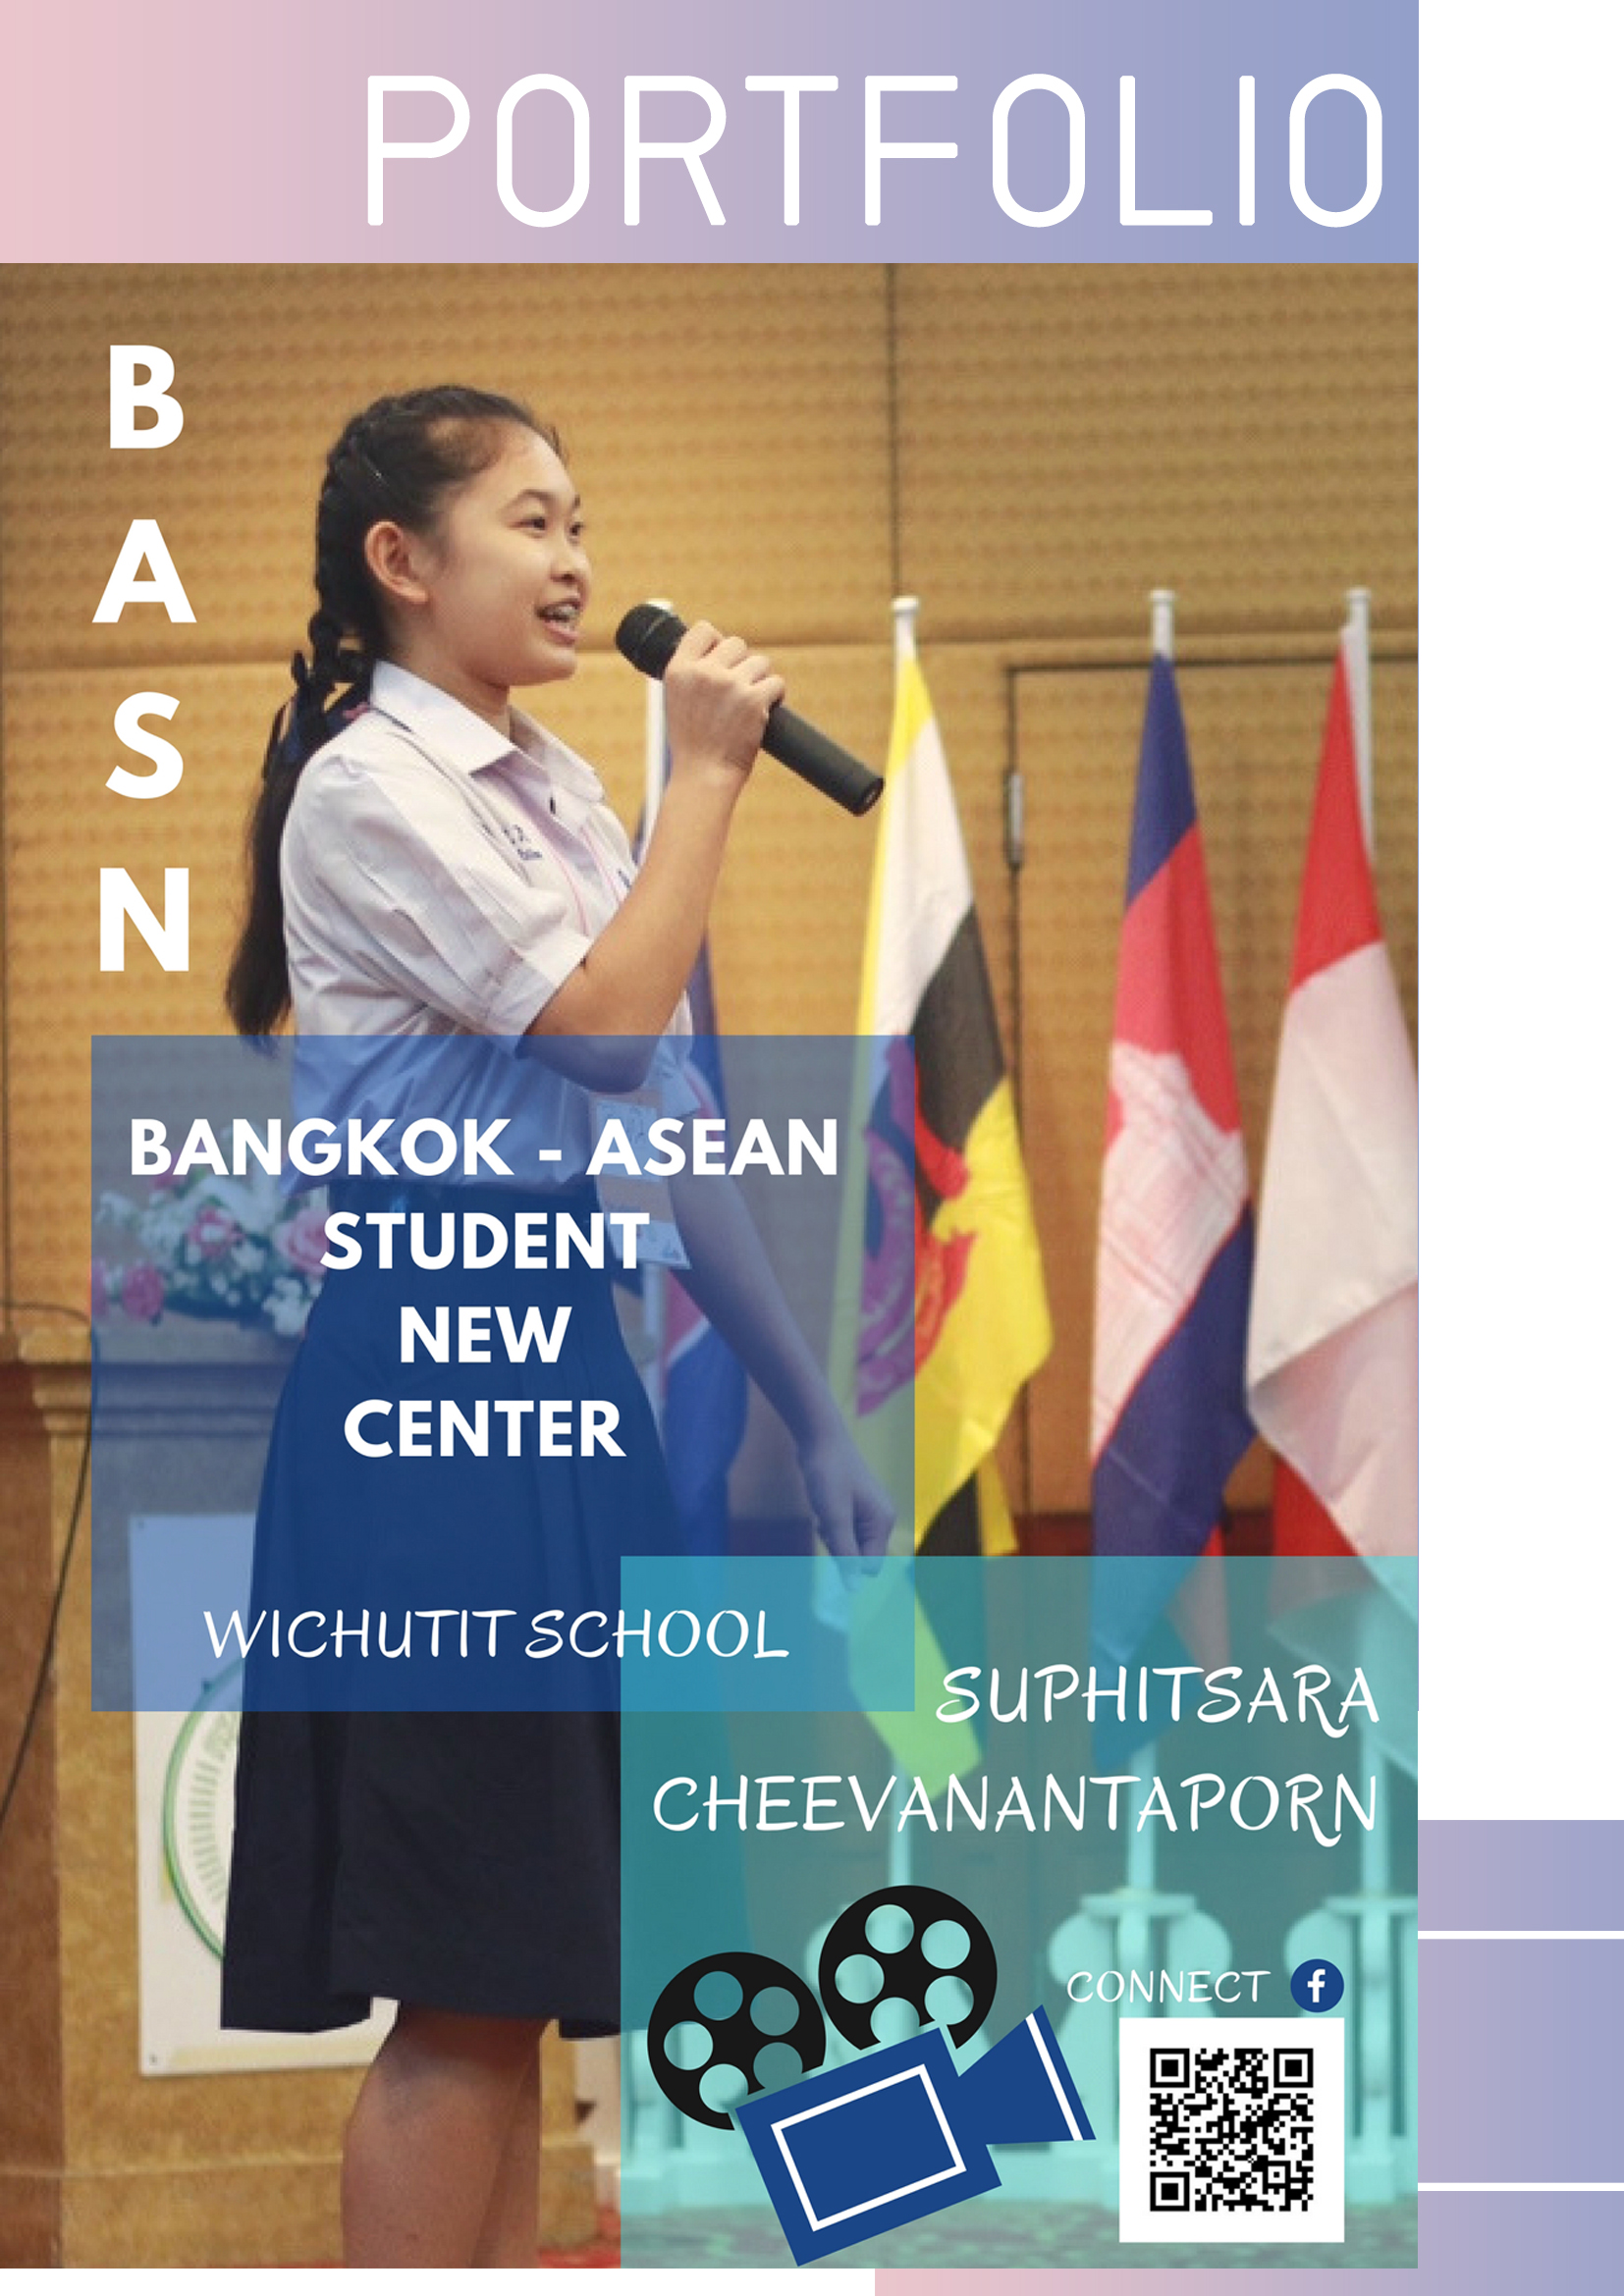 PORTFOLIO
B
A
S
N
BANGKOK - ASEAN
STUDENT
NEW
CENTER
WICHUTIT SCHOOL
SUPHITSARA
CHEEVANANTAPORN
CONNECT